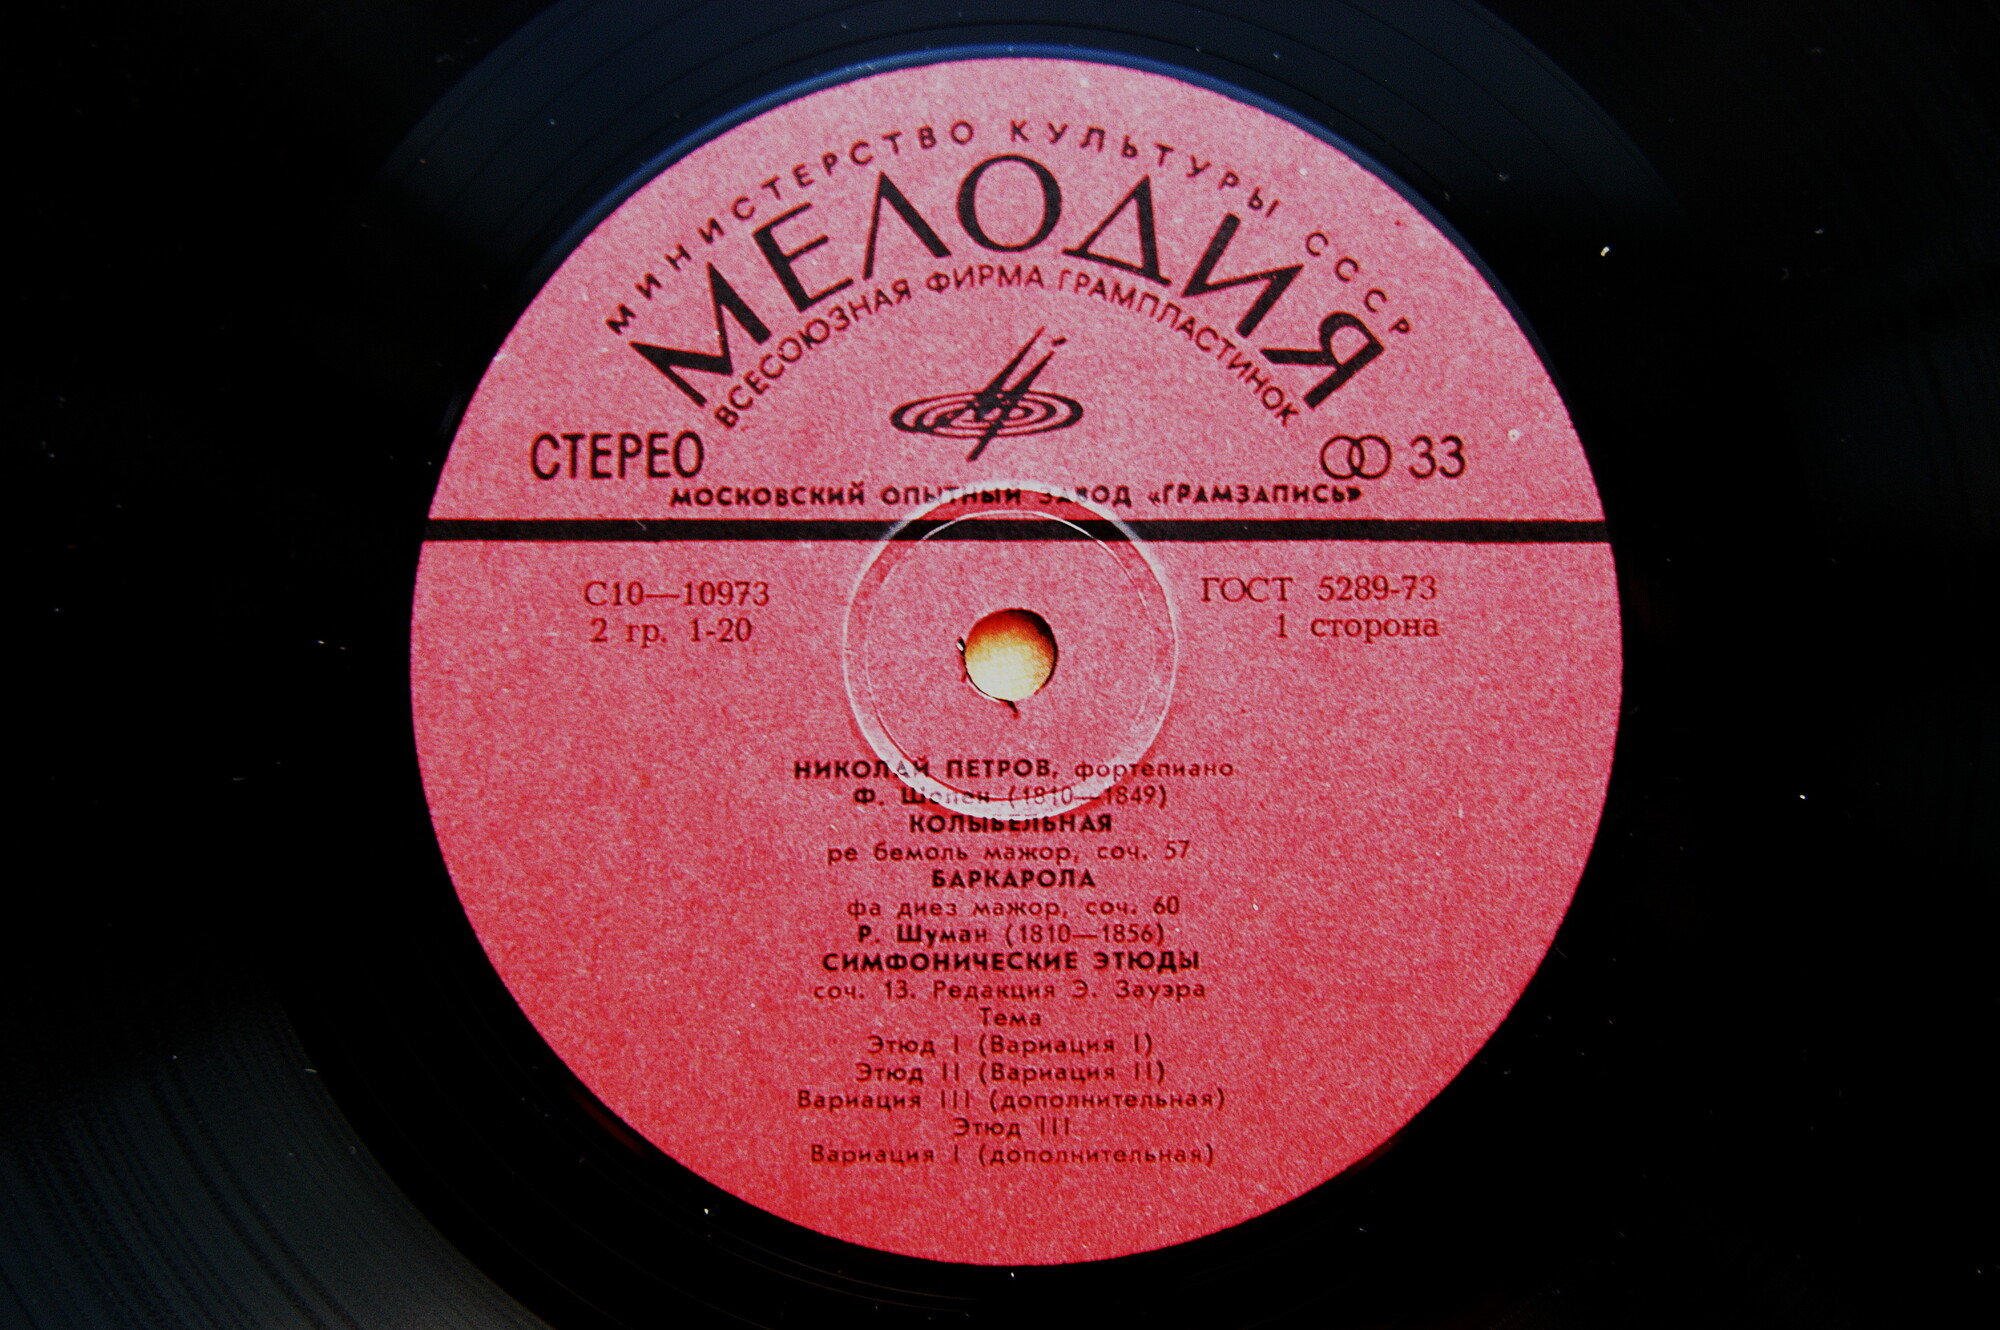 МИНИСТЕРСТВО КУЛЬТУРЫ СССР
МЕЛОДИЯ
ВСЕСОЮЗНАЯ ФИРМА ГРАМПЛАСТИНОК
СТЕРЕО
33
МОСКОВСКИЙ ОПЫТНЫЙ ЗАВОД «ГРАМЗАПИСЬ»
С10—10973
ГОСТ 5289-73
2 гр. 1-20
1 сторона
НИКОЛАЙ ПЕТРОВ, фортепиано
Ф. Шопен (1810—1849)
КОЛЫБЕЛЬНАЯ
ре бемоль мажор, соч. 57
БАРКАРОЛА
фа диез мажор, соч. 60
Р. Шуман (1810—1856)
СИМФОНИЧЕСКИЕ ЭТЮДЫ
соч. 13. Редакция Э. Зауэра
Тема
Этюд I (Вариация I)
Этюд II (Вариация II)
Вариация III (дополнительная)
Этюд III
Вариация I (дополнительная)